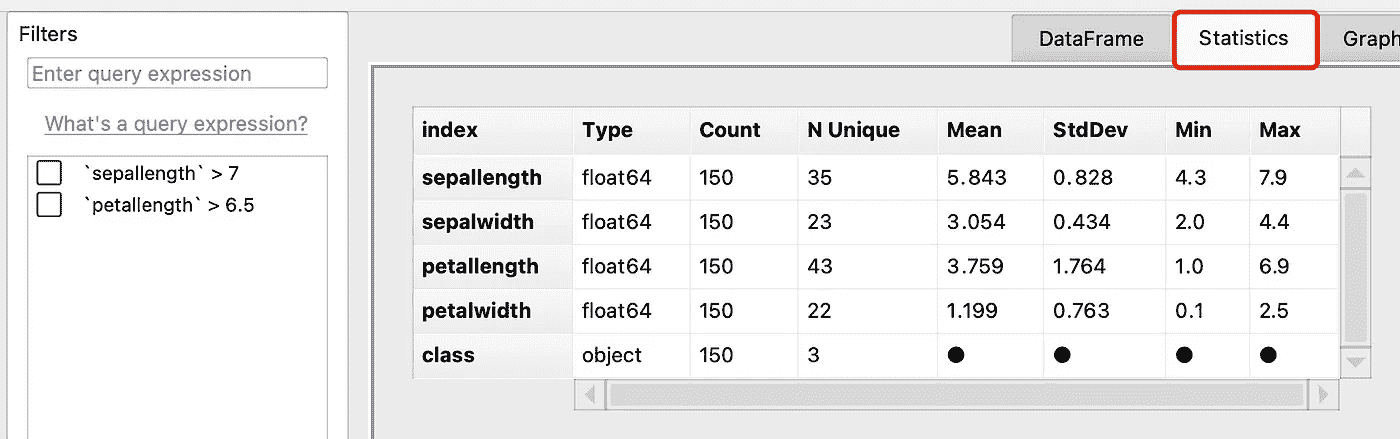 Filters
Enter query expression
What's a query expression?
`sepallength` > 7
`petallength` > 6.5
DataFrame Statistics Graph
index Type Count N Unique Mean StdDev Min Max
sepallength float64 150 35 5.843 0.828 4.3 7.9
sepalwidth float64 150 23 3.054 0.434 2.0 4.4
petallength float64 150 43 3.759 1.764 1.0 6.9
petalwidth float64 150 22 1.199 0.763 0.1 2.5
class object 150 3 ● ● ● ●